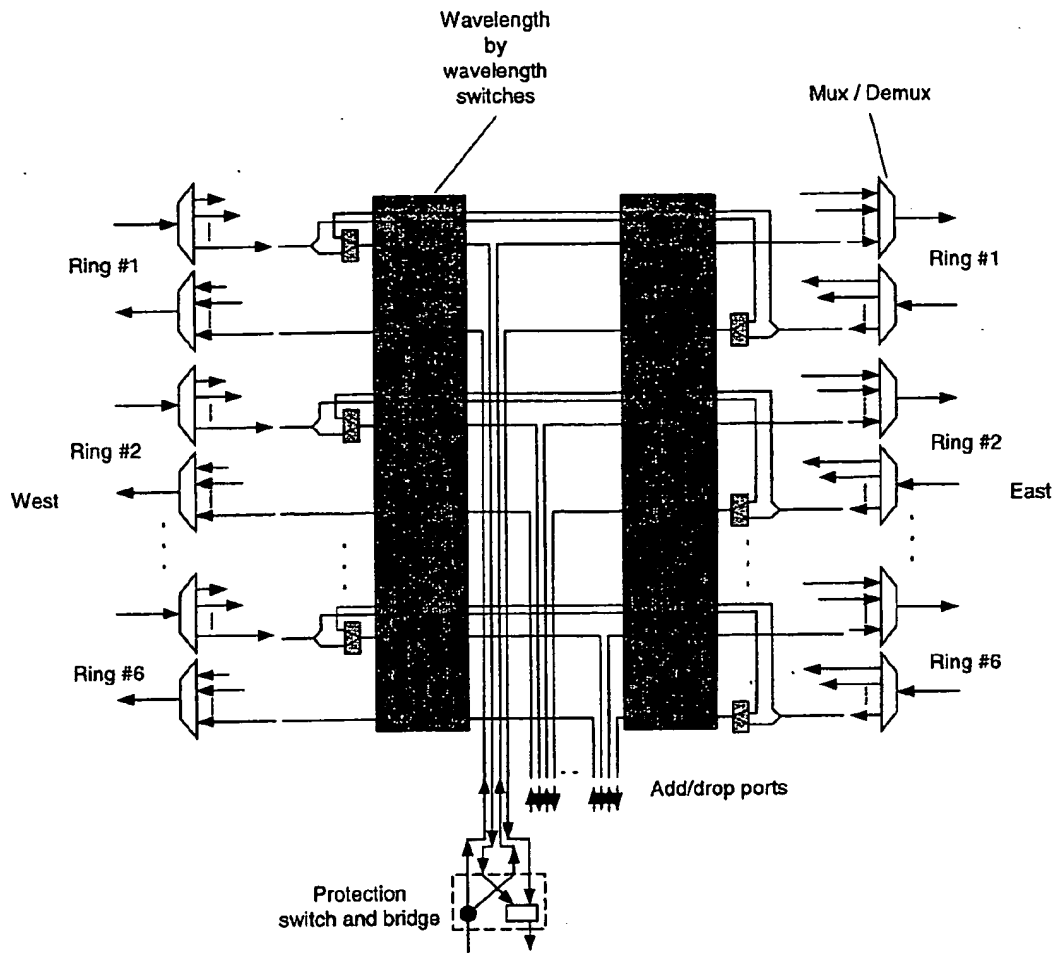 Wavelength
by
wavelength
switches
Mux / Demux
Ring #1
Ring #1
Ring #2
Ring #2
West
East
Ring #6
Ring #6
Add/drop ports
Protection
switch and bridge